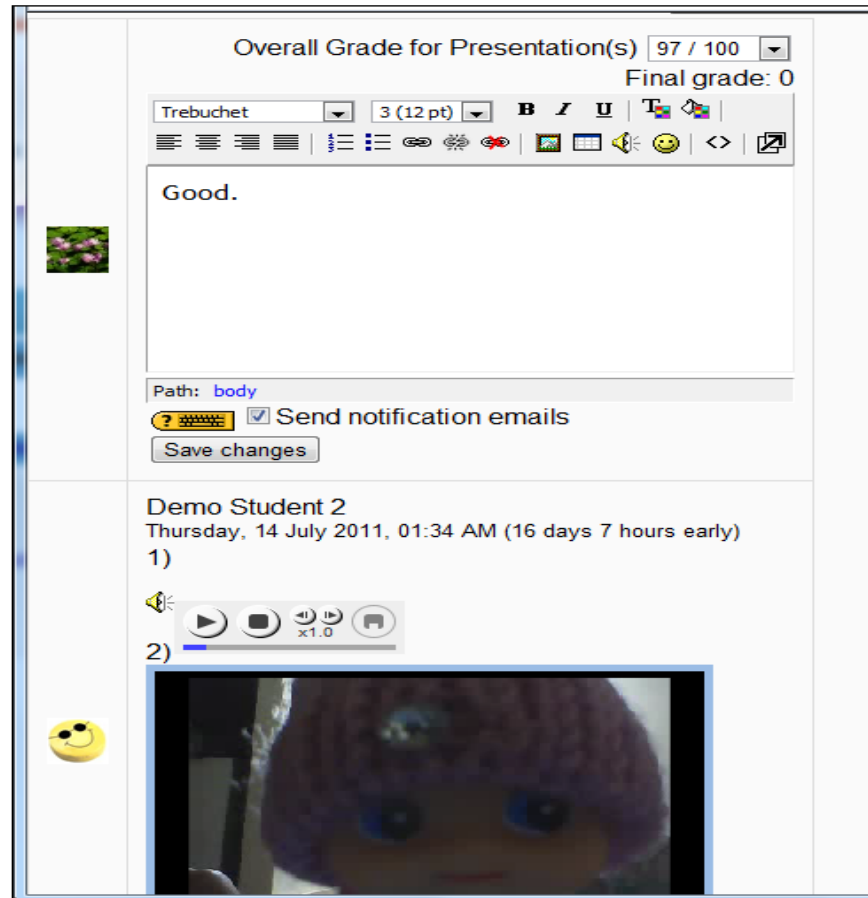 Overall Grade for Presentation(s) 97 / 100
Final grade: 0
Trebuchet 3 (12 pt) B I U T
Good.
Path: body
? Send notification emails
Save changes
Demo Student 2
Thursday, 14 July 2011, 01:34 AM (16 days 7 hours early)
1)
x1.0
2)